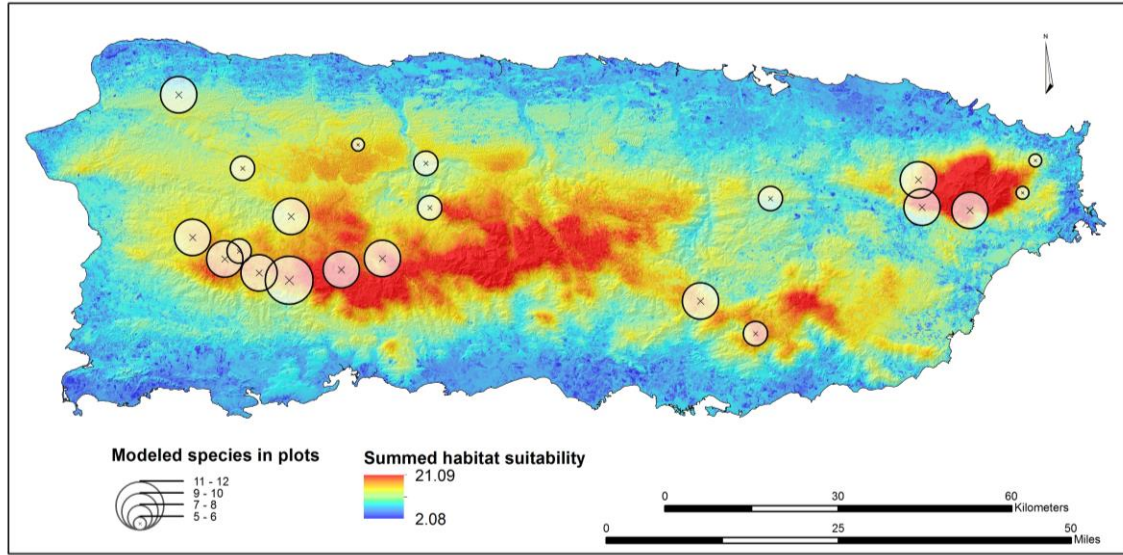 N
Modeled species in plots
11 - 12
9 - 10
7 - 8
5 - 6
Summed habitat suitability
21.09
2.08
0 30 60
Kilometers
0 25 50
Miles